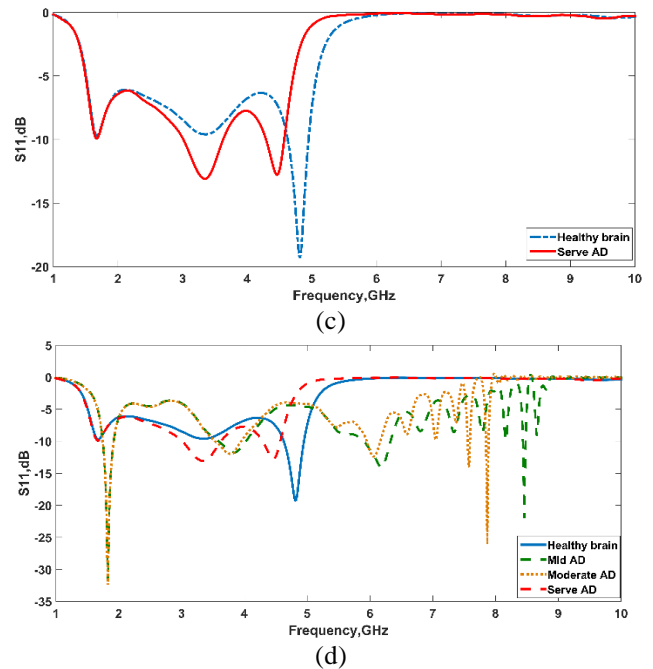 0
-5
-10
-15
-20
S11,dB
1 2 3 4 5 6 7 8 9 10
Frequency,GHz
Healthy brain
Serve AD
(c)
5
0
-5
-10
-15
-20
-25
-30
-35
S11,dB
1 2 3 4 5 6 7 8 9 10
Frequency,GHz
Healthy brain
Mld AD
Moderate AD
Serve AD
(d)